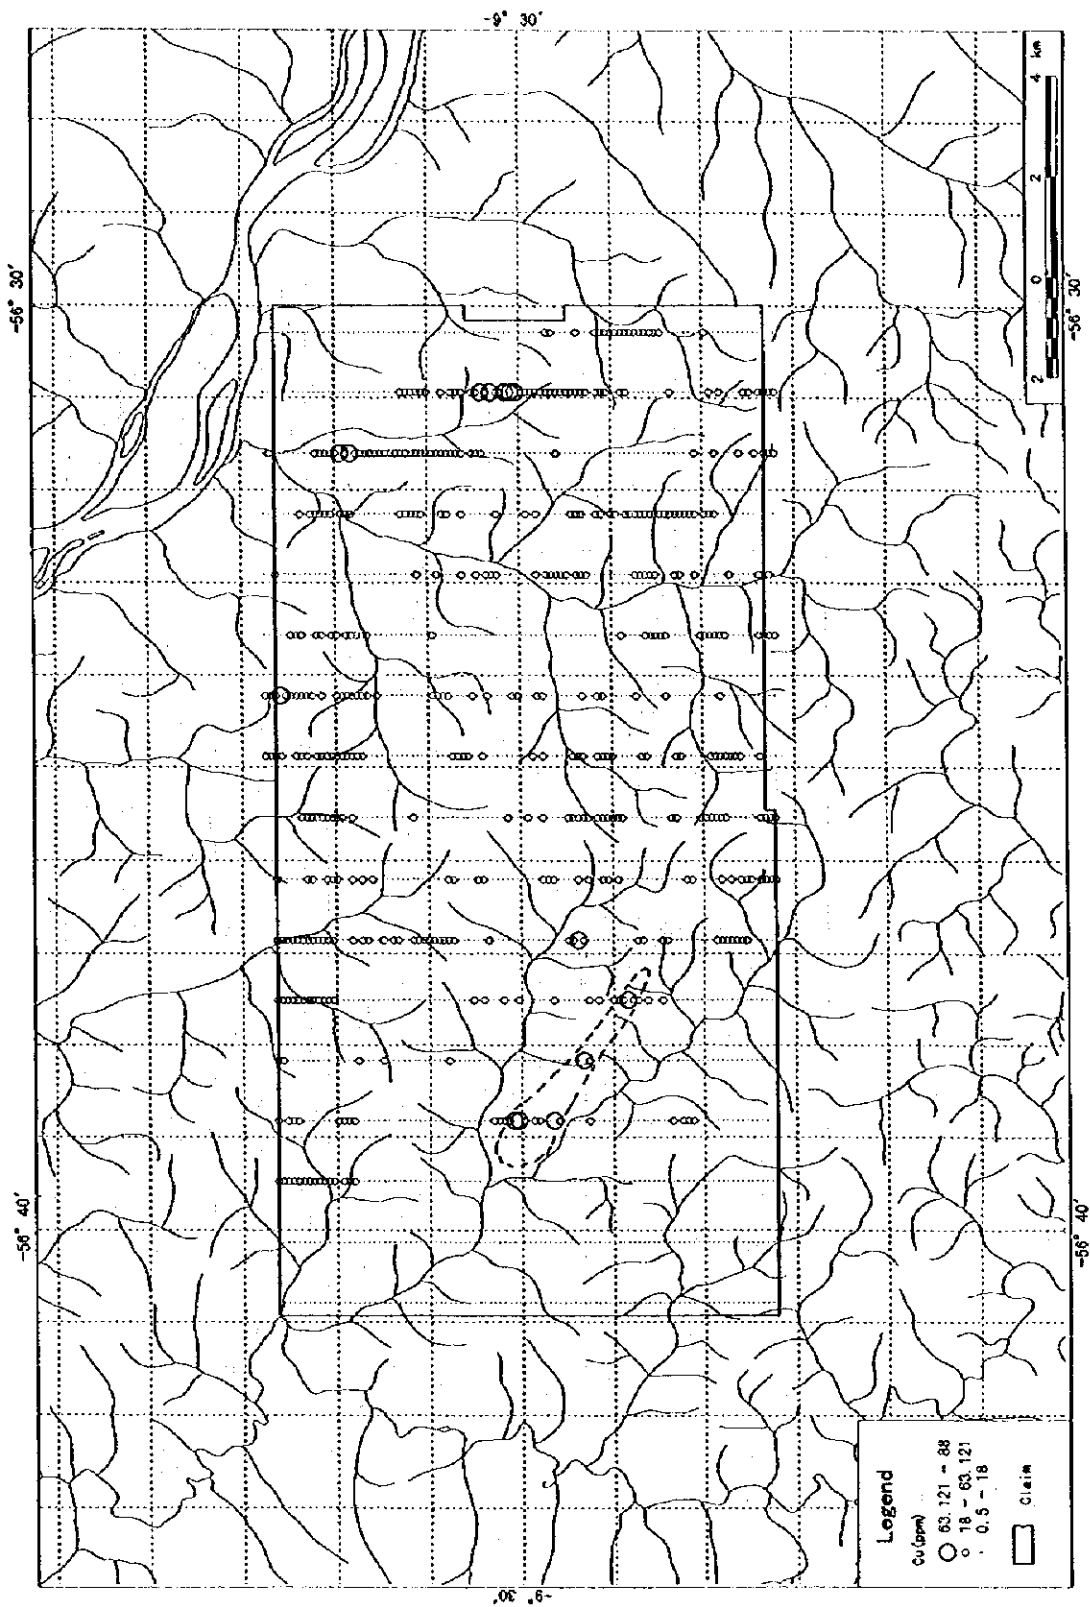 -9° 30′
-56° 30′
-56° 30′
2 0 2 4 km
-56° 40′
-56° 40′
-9° 30′
Legend
Cu(ppm)
63.121 - 88
18 - 63.121
0.5 - 18
Claim